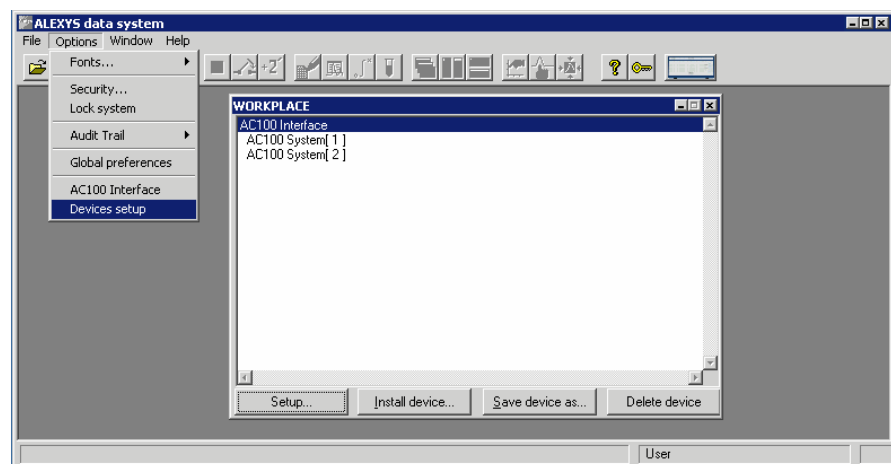 ALEXYS data system
File Options Window Help
Fonts...
Security...
Lock system
Audit Trail
Global preferences
AC100 Interface
Devices setup
+2
WORKPLACE
AC100 Interface
AC100 System[ 1 ]
AC100 System[ 2 ]
Setup... Install device... Save device as... Delete device
User